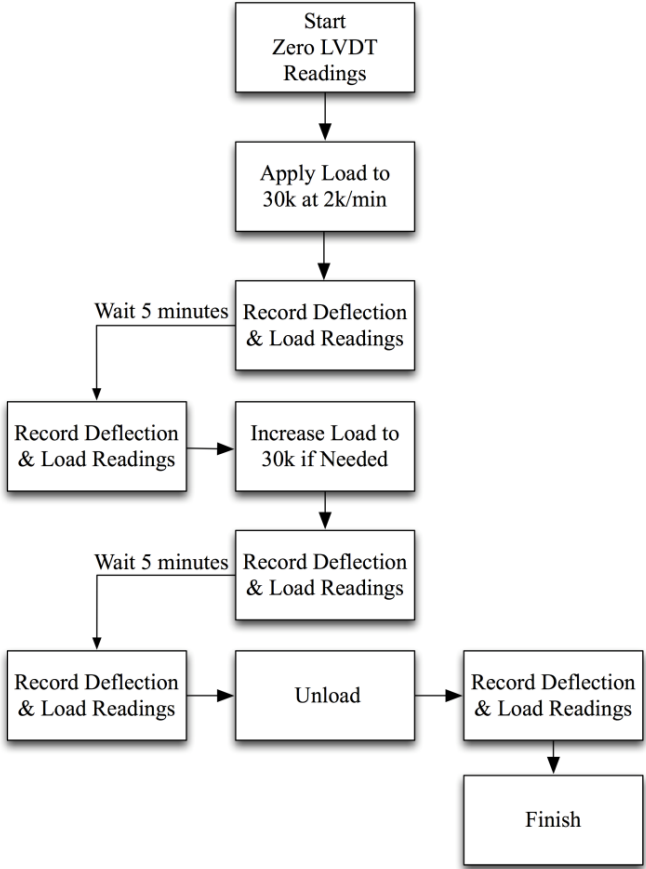 Start
Zero LVDT
Readings
Apply Load to
30k at 2k/min
Wait 5 minutes
Record Deflection
& Load Readings
Record Deflection
& Load Readings
Increase Load to
30k if Needed
Wait 5 minutes
Record Deflection
& Load Readings
Record Deflection
& Load Readings
Unload
Record Deflection
& Load Readings
Finish